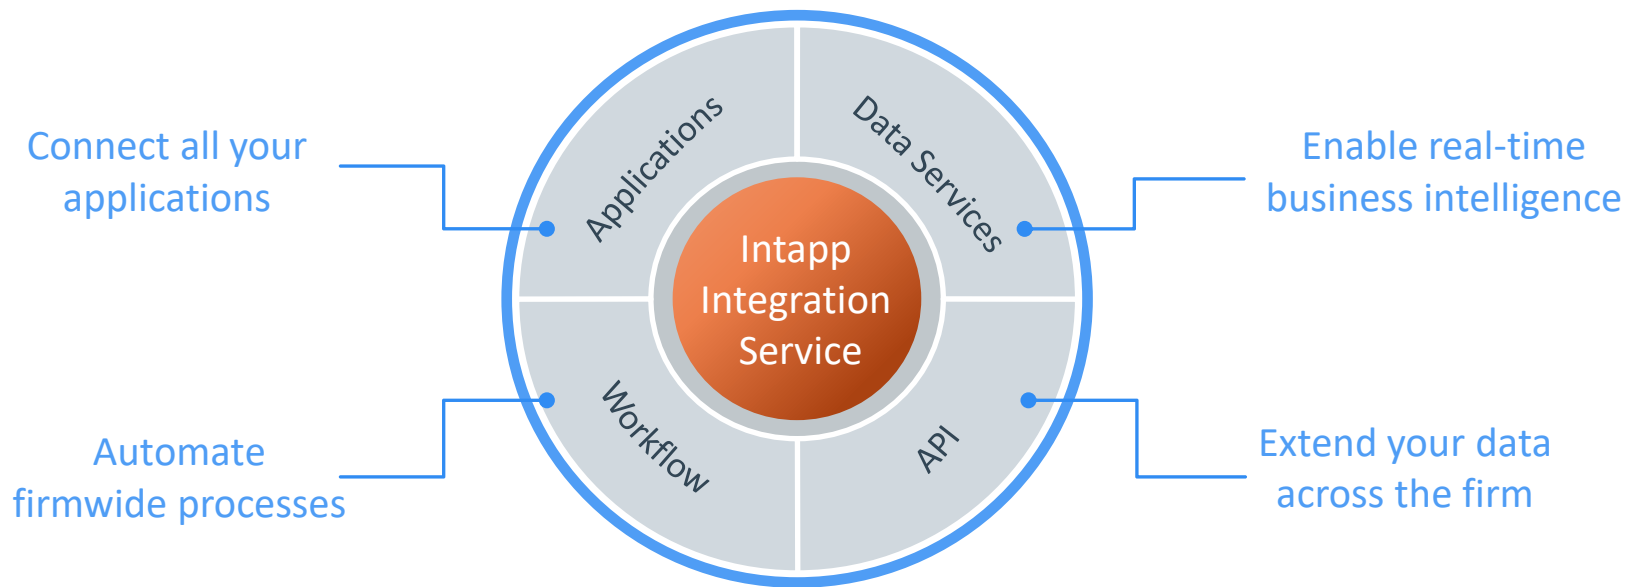 Connect all your
applications
Applications
Data Services
Enable real-time
business intelligence
Intapp
Integration
Service
Automate
firmwide processes
Workflow
API
Extend your data
across the firm